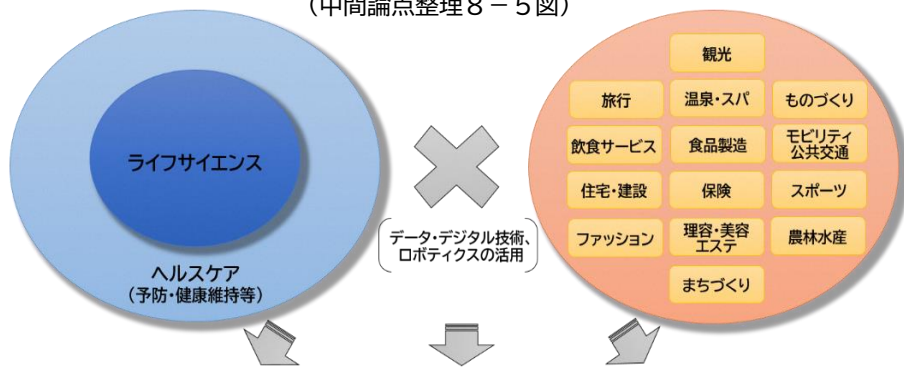 (中間論点整理8-5図)
ライフサイエンス
ヘルスケア
(予防・健康維持等)
データ・デジタル技術、
ロボティクスの活用
観光
旅行
温泉・スパ
ものづくり
飲食サービス
食品製造
モビリティ
公共交通
住宅・建設
保険
スポーツ
ファッション
理容・美容
エステ
農林水産
まちづくり